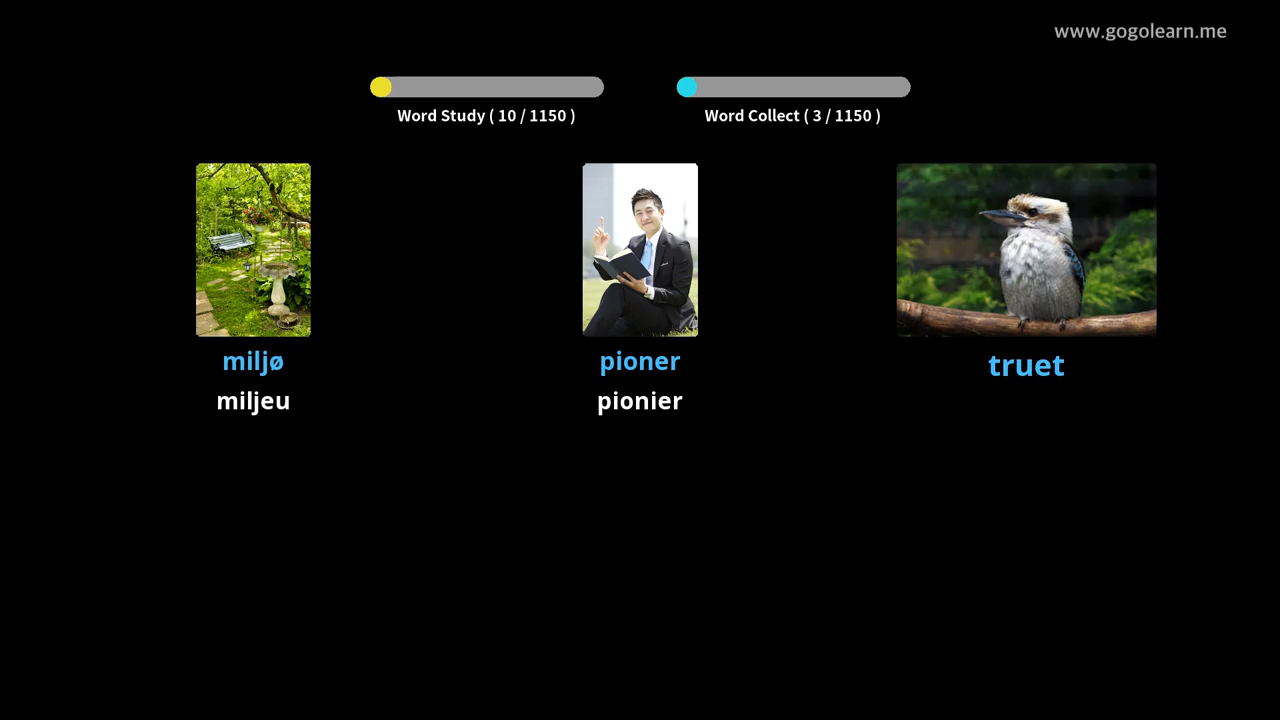 www.gogolearn.me
Word Study ( 10 / 1150 )
Word Collect ( 3 / 1150 )
miljø
miljeu
pioner
pionier
truet